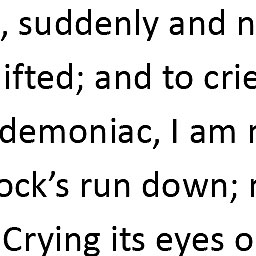 , suddenly and n
ifted; and to crie
demoniac, I am
ock’s run down;
Crying its eyes o